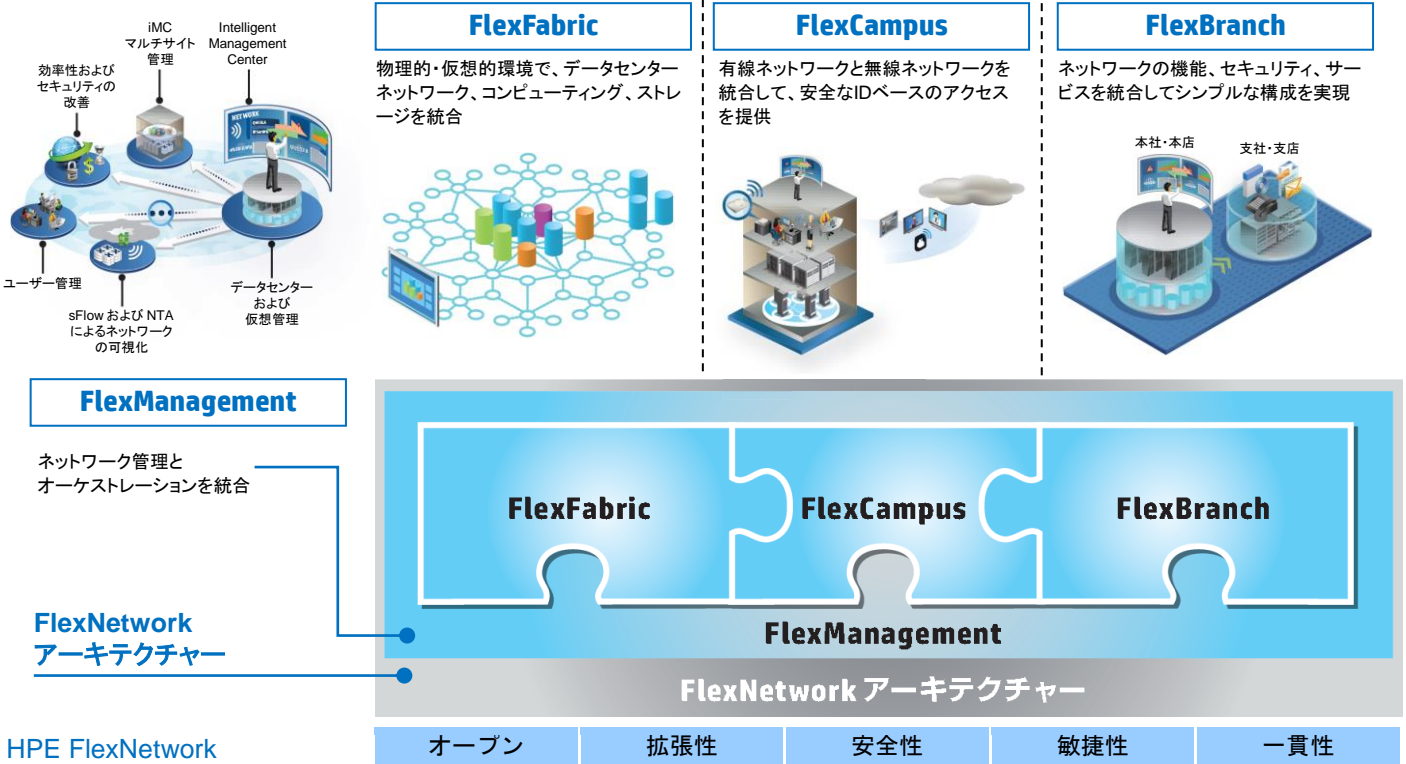 iMC
マルチサイト
管理
Intelligent
Management
Center
効率性および
セキュリティの
改善
NETWORK
ユーザー管理
sFlow および NTA
によるネットワーク
の可視化
データセンター
および
仮想管理
FlexFabric
物理的・仮想的環境で、データセンター
ネットワーク、コンピューティング、ストレ
ージを統合
FlexCampus
有線ネットワークと無線ネットワークを
統合して、安全なIDベースのアクセス
を提供
FlexBranch
ネットワークの機能、セキュリティ、サー
ビスを統合してシンプルな構成を実現
本社・本店
支社・支店
FlexManagement
ネットワーク管理と
オーケストレーションを統合
FlexNetwork
アーキテクチャー
FlexFabric
FlexCampus
FlexBranch
FlexManagement
FlexNetwork アーキテクチャー
HPE FlexNetwork
オープン
拡張性
安全性
敏捷性
一貫性